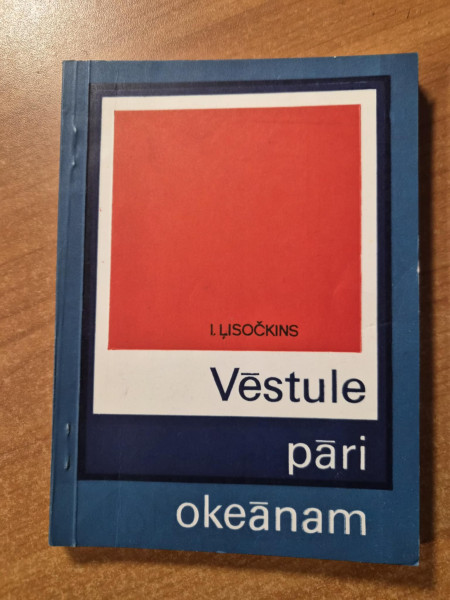 I. ĻISOČKINS
Vēstule
pāri
okeānam